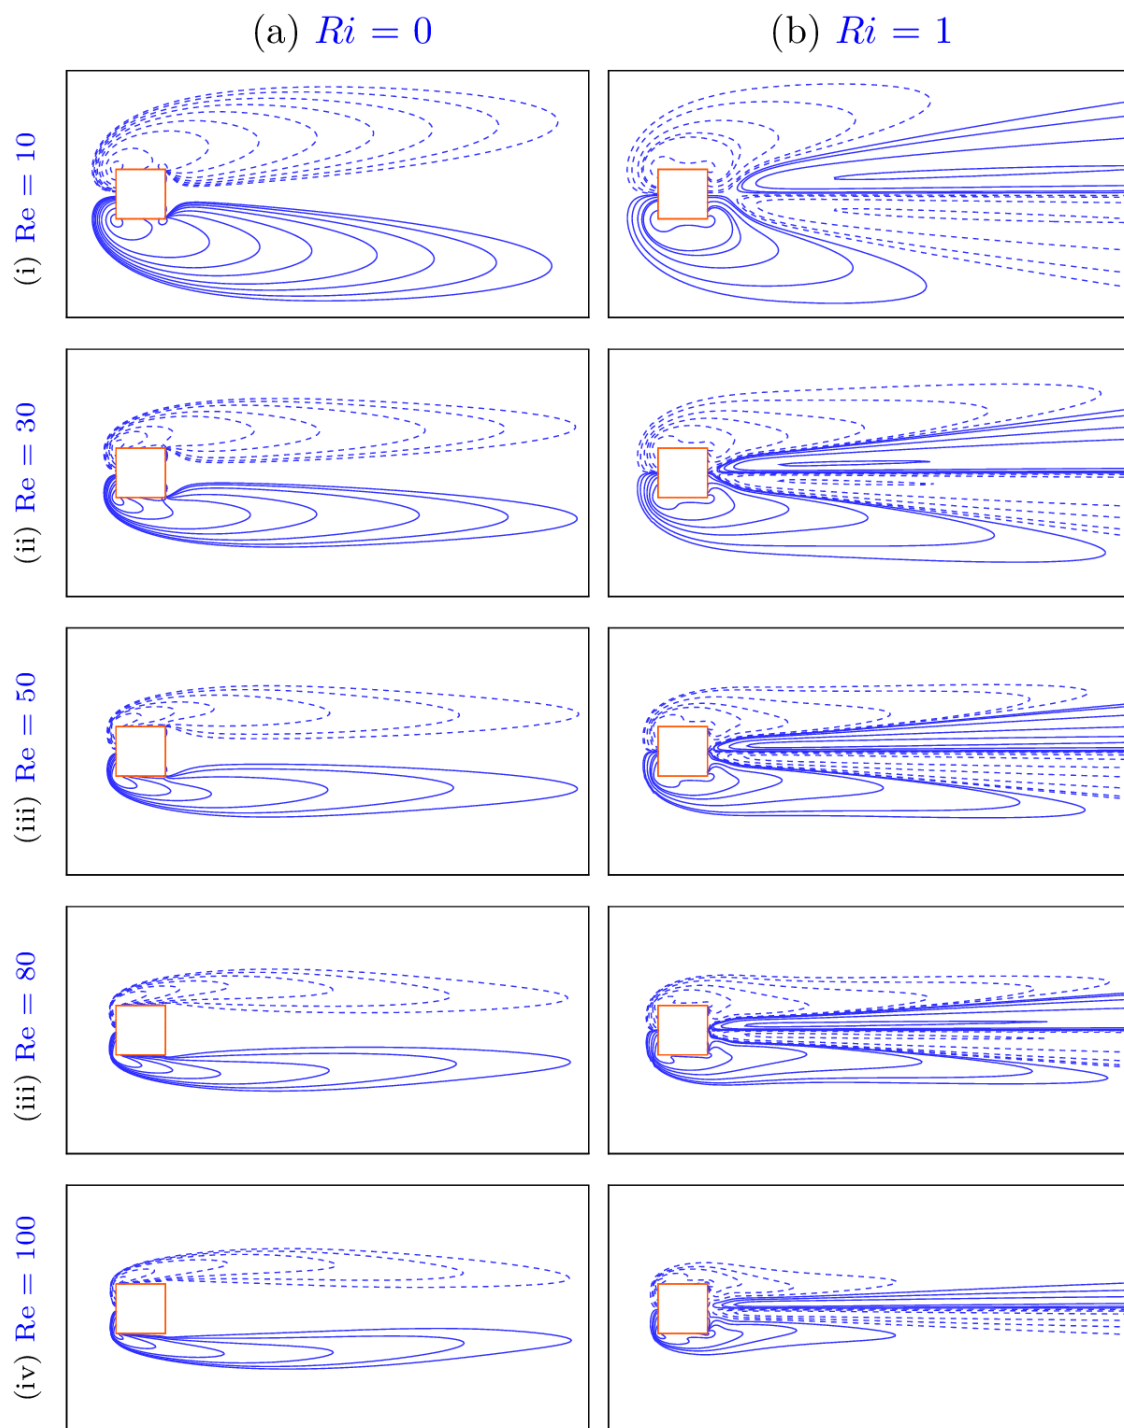 (a) Ri = 0
(b) Ri = 1
(i) Re = 10
(ii) Re = 30
(iii) Re = 50
(iii) Re = 80
(iv) Re = 100